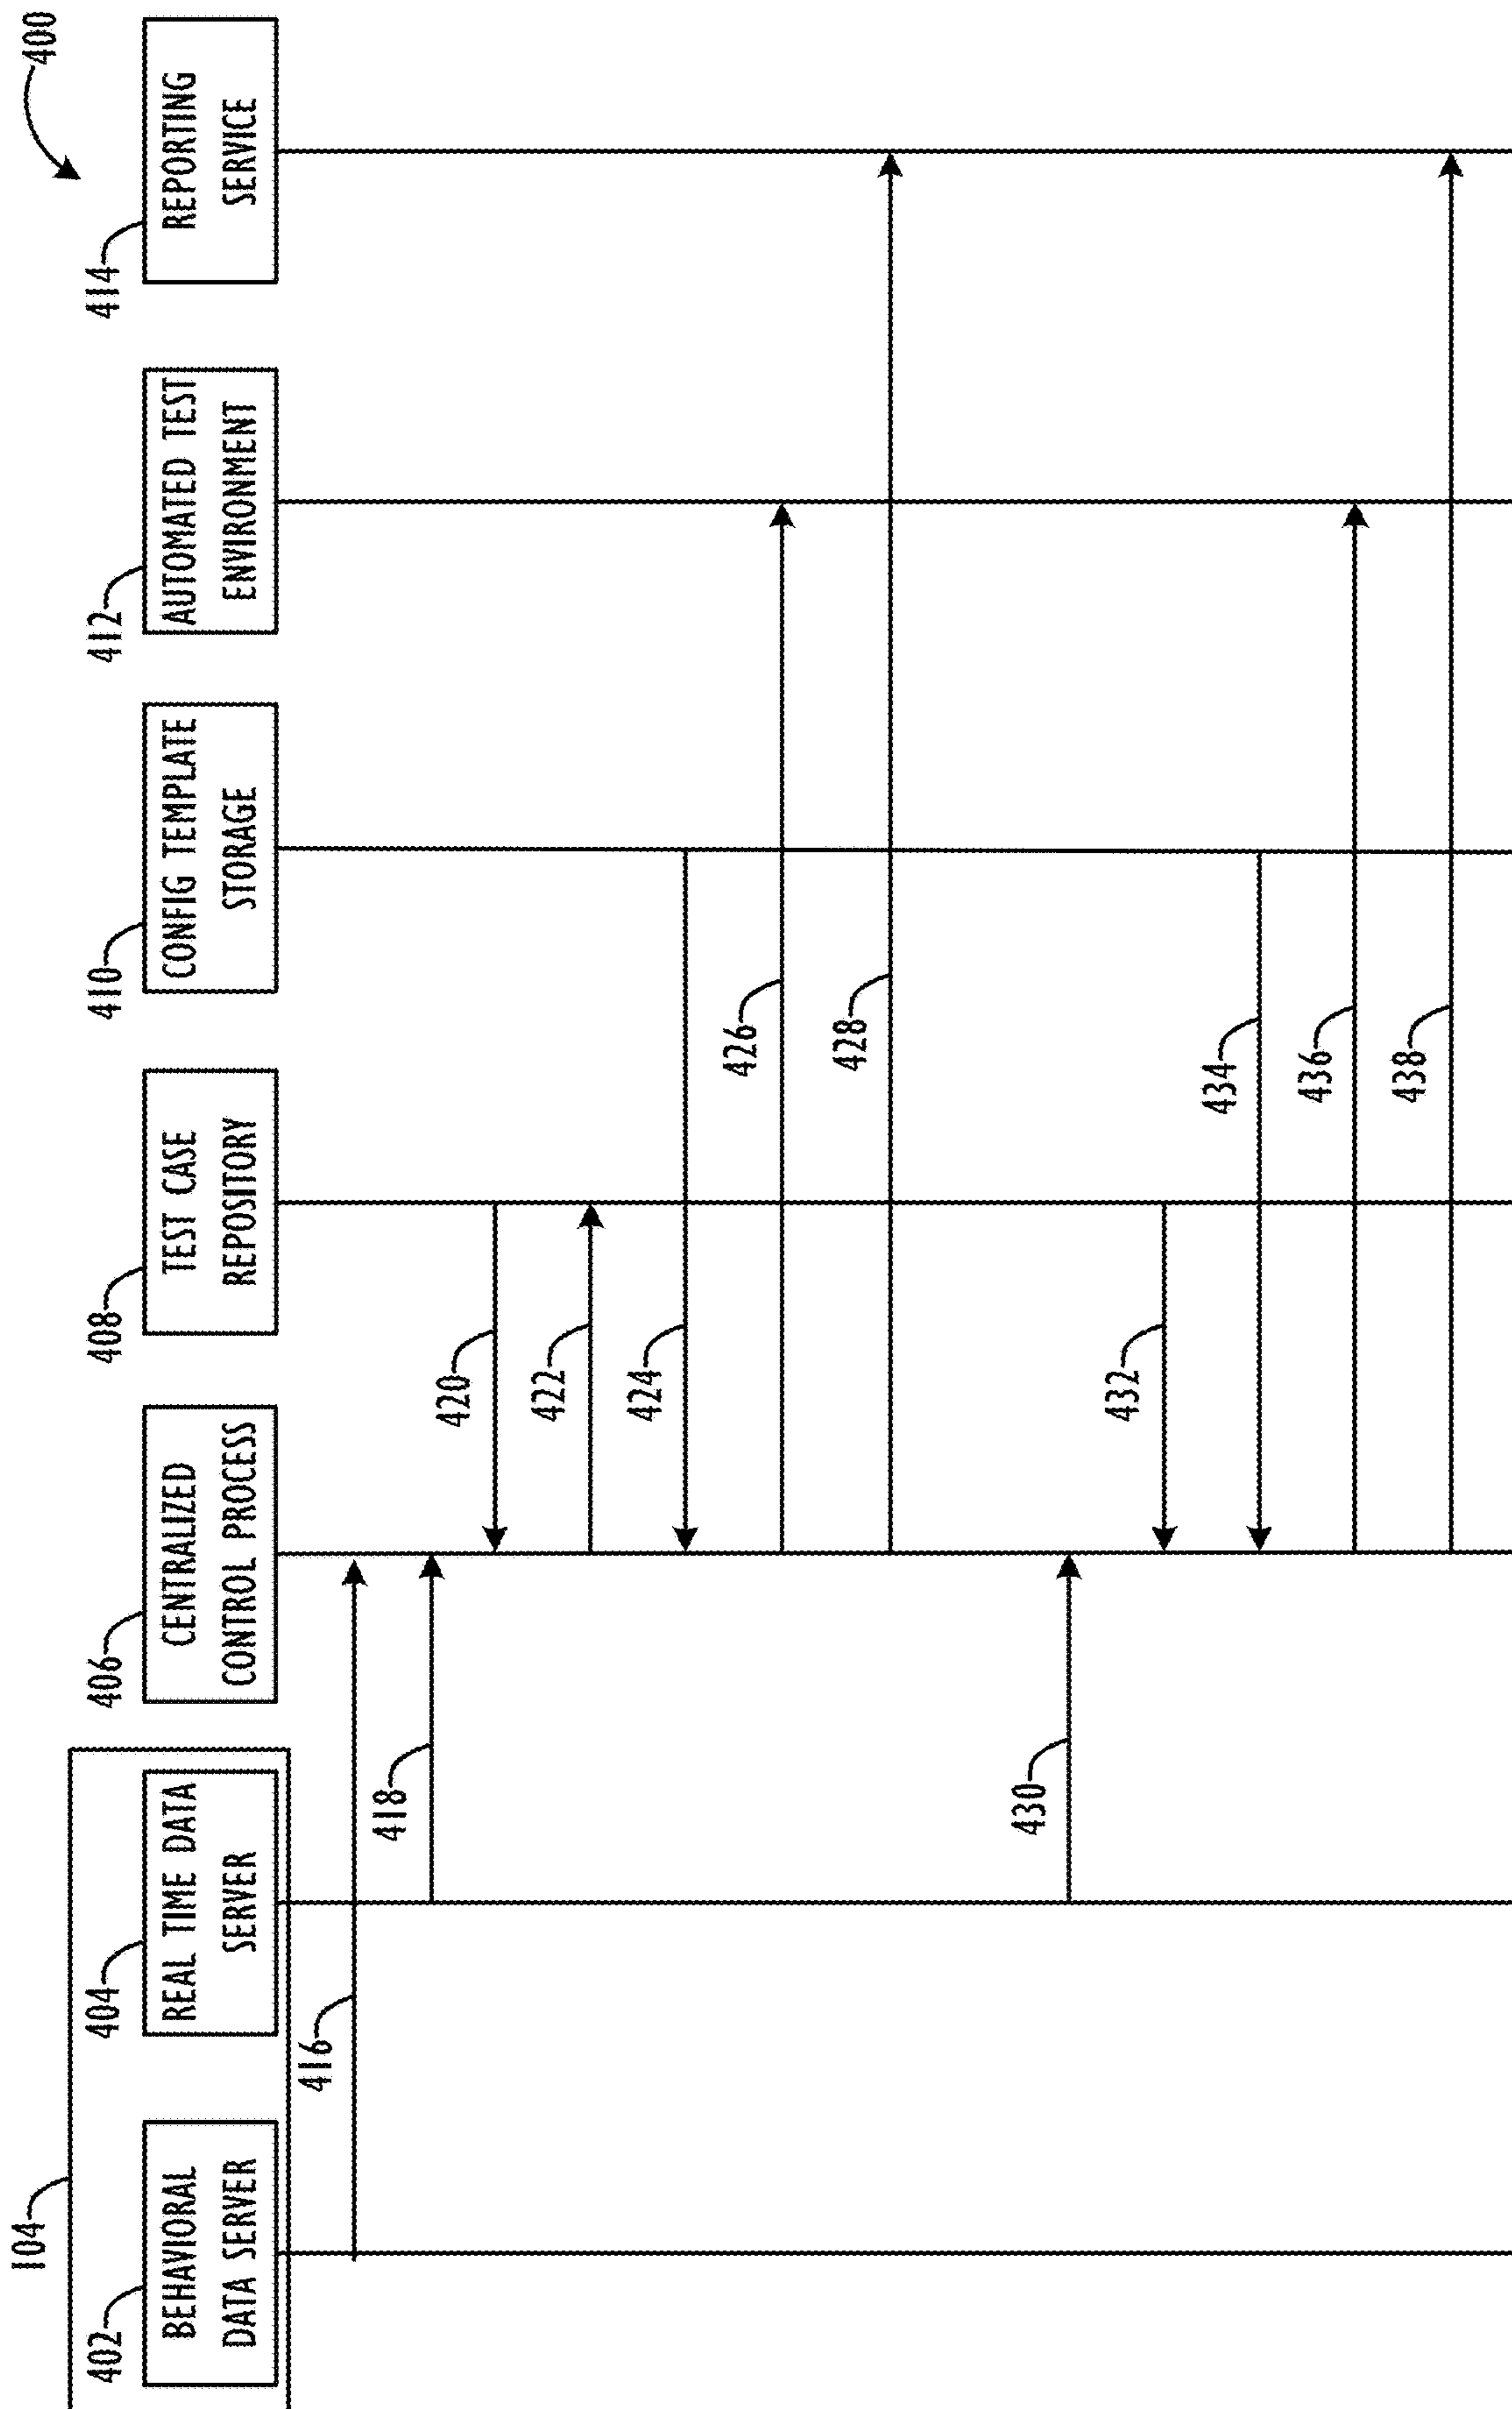 400
104
402
BEHAVIORAL
DATA SERVER
404
REAL TIME DATA
SERVER
406
CENTRALIZED
CONTROL PROCESS
408
TEST CASE
REPOSITORY
410
CONFIG TEMPLATE
STORAGE
412
AUTOMATED TEST
ENVIRONMENT
414
REPORTING
SERVICE
416
418
420
422
424
426
428
430
432
434
436
438